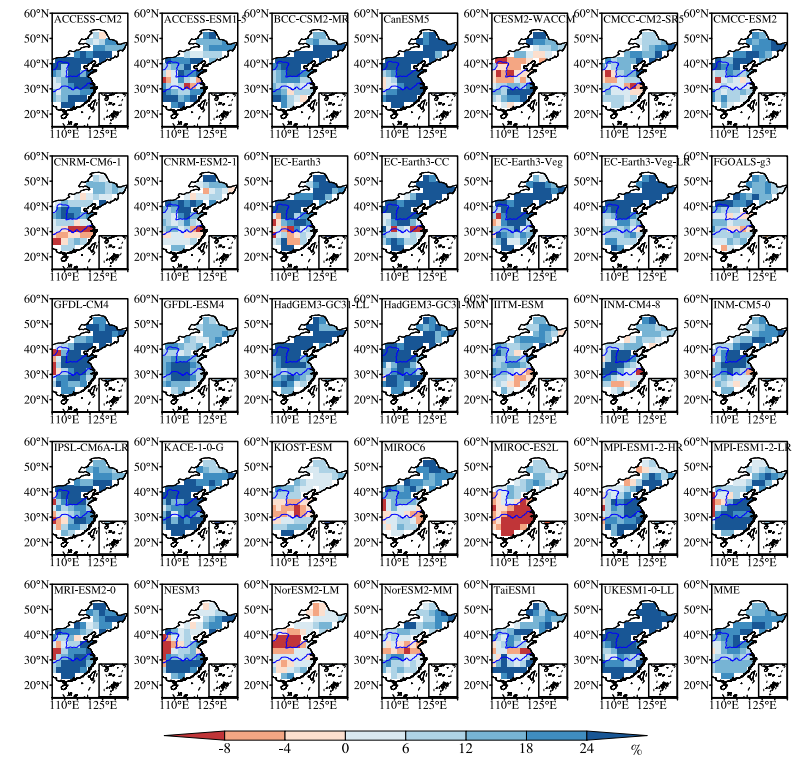 60°N ACCESS-CM2 60°N ACCESS-ESM1-5 60°N BCC-CSM2-MR 60°N CanESM5 60°N CESM2-WACCM 60°N CMCC-CM2-SR5 60°N CMCC-ESM2
50°N 50°N 50°N 50°N 50°N 50°N 50°N
40°N 40°N 40°N 40°N 40°N 40°N 40°N
30°N 30°N 30°N 30°N 30°N 30°N 30°N
20°N 20°N 20°N 20°N 20°N 20°N 20°N
110°E 125°E 110°E 125°E 110°E 125°E 110°E 125°E 110°E 125°E 110°E 125°E 110°E 125°E
60°N CNRM-CM6-1 60°N CNRM-ESM2-1 60°N EC-Earth3 60°N EC-Earth3-CC 60°N EC-Earth3-Veg 60°N EC-Earth3-Veg-LR 60°N FGOALS-g3
50°N 50°N 50°N 50°N 50°N 50°N 50°N
40°N 40°N 40°N 40°N 40°N 40°N 40°N
30°N 30°N 30°N 30°N 30°N 30°N 30°N
20°N 20°N 20°N 20°N 20°N 20°N 20°N
110°E 125°E 110°E 125°E 110°E 125°E 110°E 125°E 110°E 125°E 110°E 125°E 110°E 125°E
60°N GFDL-CM4 60°N GFDL-ESM4 60°N HadGEM3-GC31-LL 60°N HadGEM3-GC31-MM 60°N IITM-ESM 60°N INM-CM4-8 60°N INM-CM5-0
50°N 50°N 50°N 50°N 50°N 50°N 50°N
40°N 40°N 40°N 40°N 40°N 40°N 40°N
30°N 30°N 30°N 30°N 30°N 30°N 30°N
20°N 20°N 20°N 20°N 20°N 20°N 20°N
110°E 125°E 110°E 125°E 110°E 125°E 110°E 125°E 110°E 125°E 110°E 125°E 110°E 125°E
60°N IPSL-CM6A-LR 60°N KACE-1-0-G 60°N KIOST-ESM 60°N MIROC6 60°N MIROC-ES2L 60°N MPI-ESM1-2-HR 60°N MPI-ESM1-2-LR
50°N 50°N 50°N 50°N 50°N 50°N 50°N
40°N 40°N 40°N 40°N 40°N 40°N 40°N
30°N 30°N 30°N 30°N 30°N 30°N 30°N
20°N 20°N 20°N 20°N 20°N 20°N 20°N
110°E 125°E 110°E 125°E 110°E 125°E 110°E 125°E 110°E 125°E 110°E 125°E 110°E 125°E
60°N MRI-ESM2-0 60°N NESM3 60°N NorESM2-LM 60°N NorESM2-MM 60°N TaiESM1 60°N UKESM1-0-LL 60°N MME
50°N 50°N 50°N 50°N 50°N 50°N 50°N
40°N 40°N 40°N 40°N 40°N 40°N 40°N
30°N 30°N 30°N 30°N 30°N 30°N 30°N
20°N 20°N 20°N 20°N 20°N 20°N 20°N
110°E 125°E 110°E 125°E 110°E 125°E 110°E 125°E 110°E 125°E 110°E 125°E 110°E 125°E
-8 -4 0 6 12 18 24 %